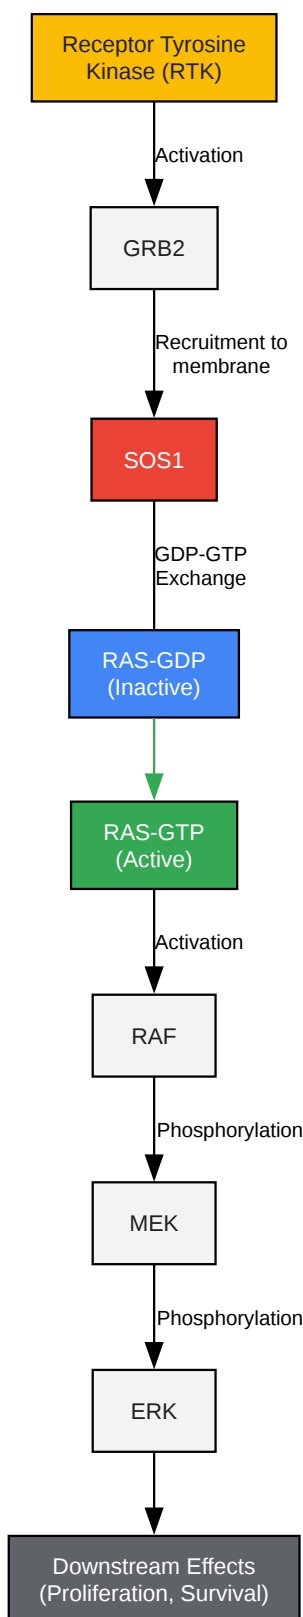 Receptor Tyrosine
Kinase (RTK)
Activation
GRB2
Recruitment to
membrane
SOS1
GDP-GTP
Exchange
RAS-GDP
(Inactive)
RAS-GTP
(Active)
Activation
RAF
Phosphorylation
MEK
Phosphorylation
ERK
Downstream Effects
(Proliferation, Survival)